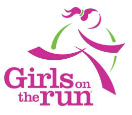 Girls on
the run